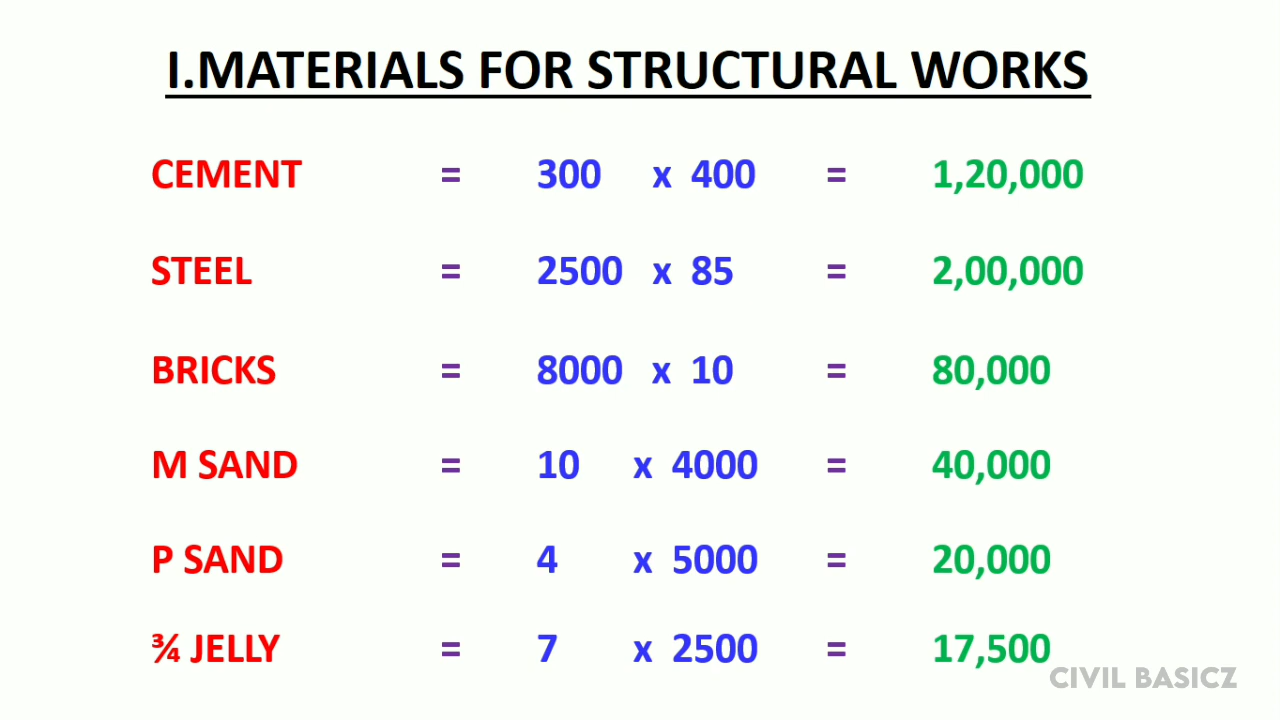 I.MATERIALS FOR STRUCTURAL WORKS
CEMENT = 300 x 400 = 1,20,000
STEEL = 2500 x 85 = 2,00,000
BRICKS = 8000 x 10 = 80,000
M SAND = 10 x 4000 = 40,000
P SAND = 4 x 5000 = 20,000
¾ JELLY = 7 x 2500 = 17,500
CIVIL BASICZ